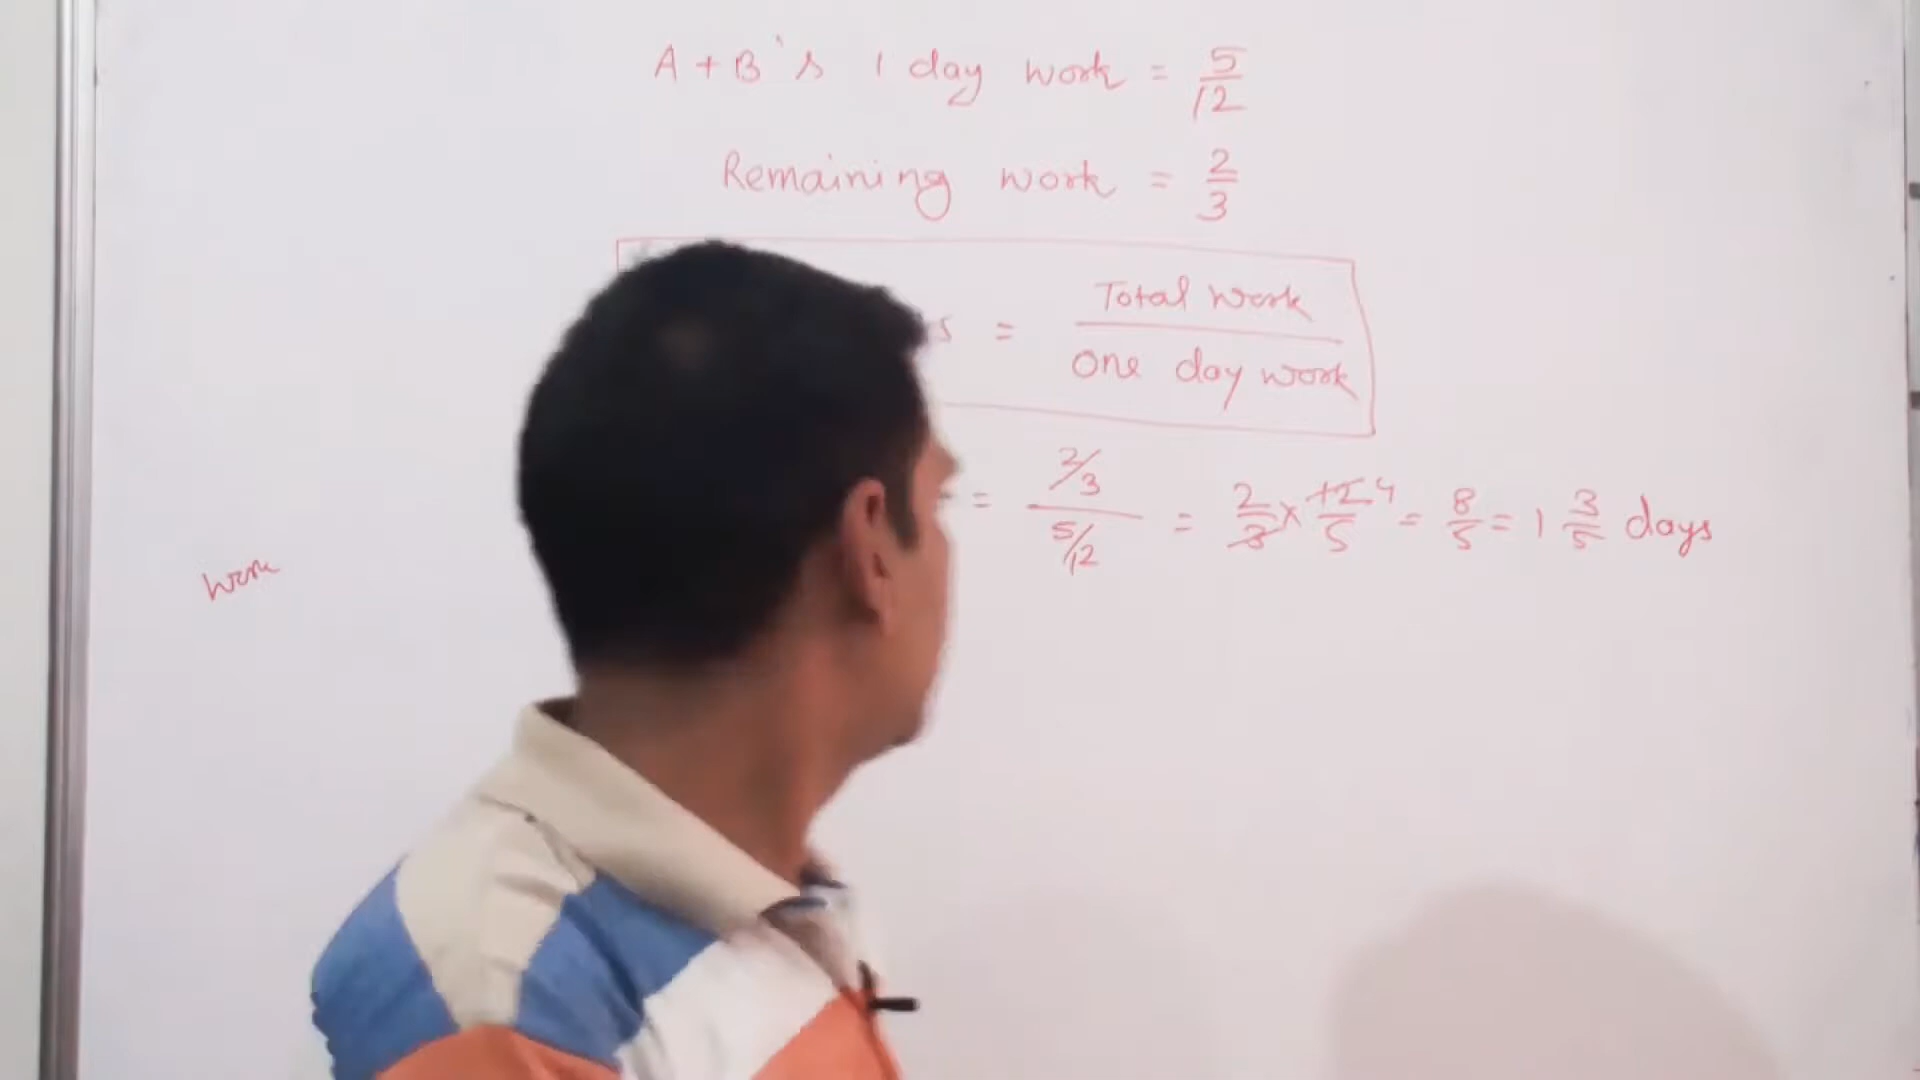 A+B's 1 day work = 5/12
Remaining work = 2/3
s = Total work / One day work
= 2/3 / 5/12 = 2/3 x 12 4/5 = 8/5 = 1 3/5 days